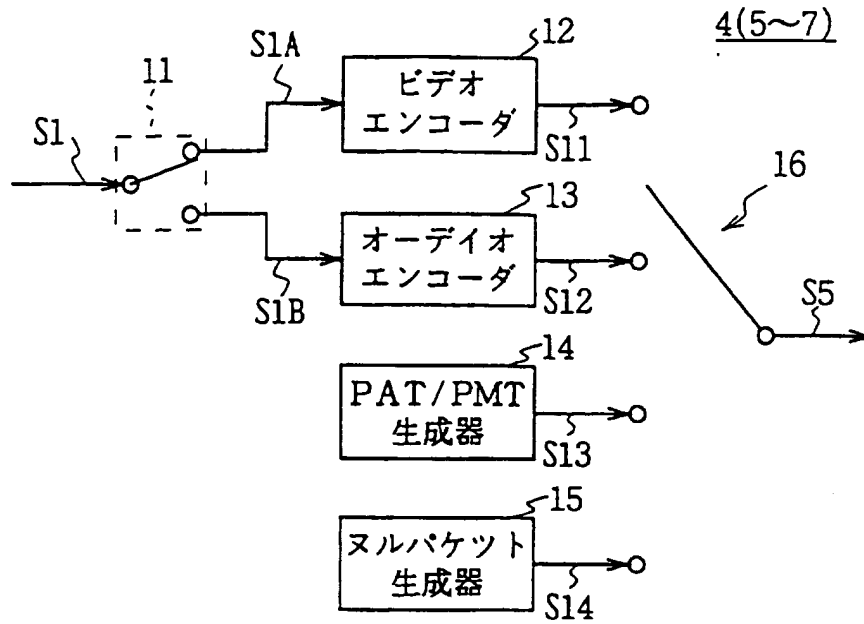 4(5〜7)
11
S1
S1A
12
ビデオ
エンコーダ
S11
S1B
13
オーデイオ
エンコーダ
S12
16
S5
14
PAT/PMT
生成器
S13
15
ヌルパケツト
生成器
S14